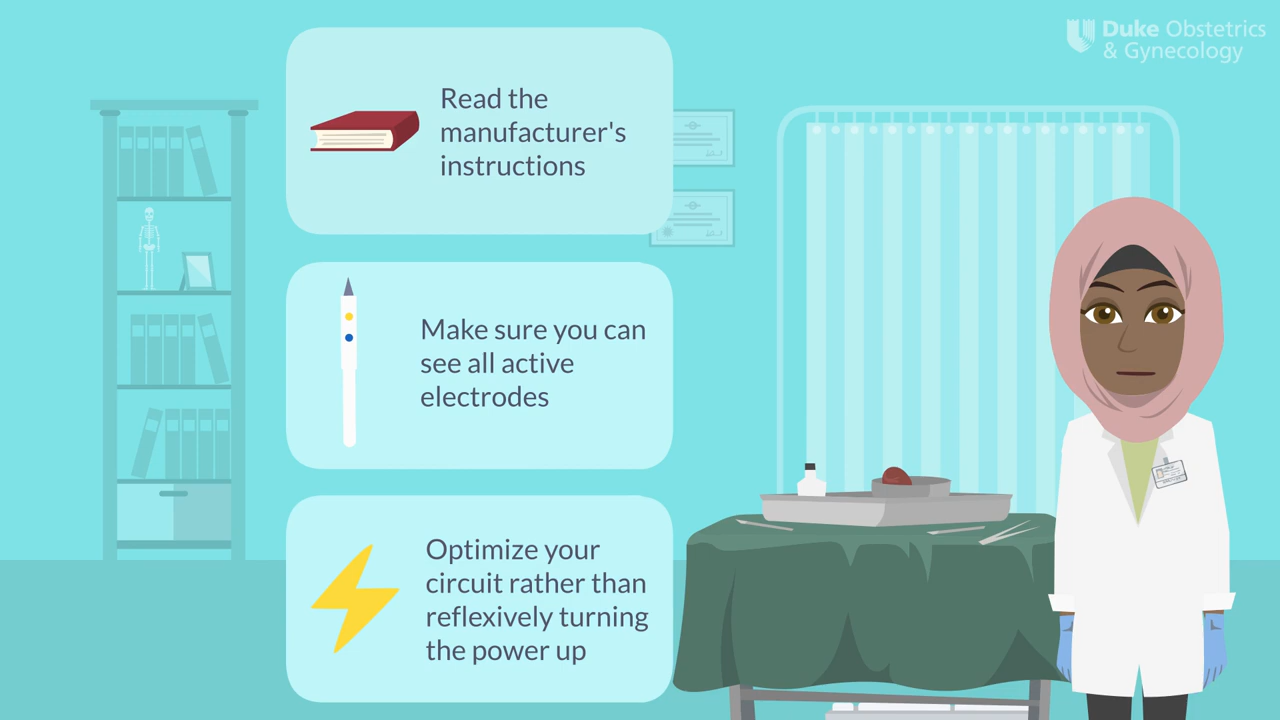 Duke Obstetrics
& Gynecology
Read the
manufacturer's
instructions
Make sure you can
see all active
electrodes
Optimize your
circuit rather than
reflexively turning
the power up